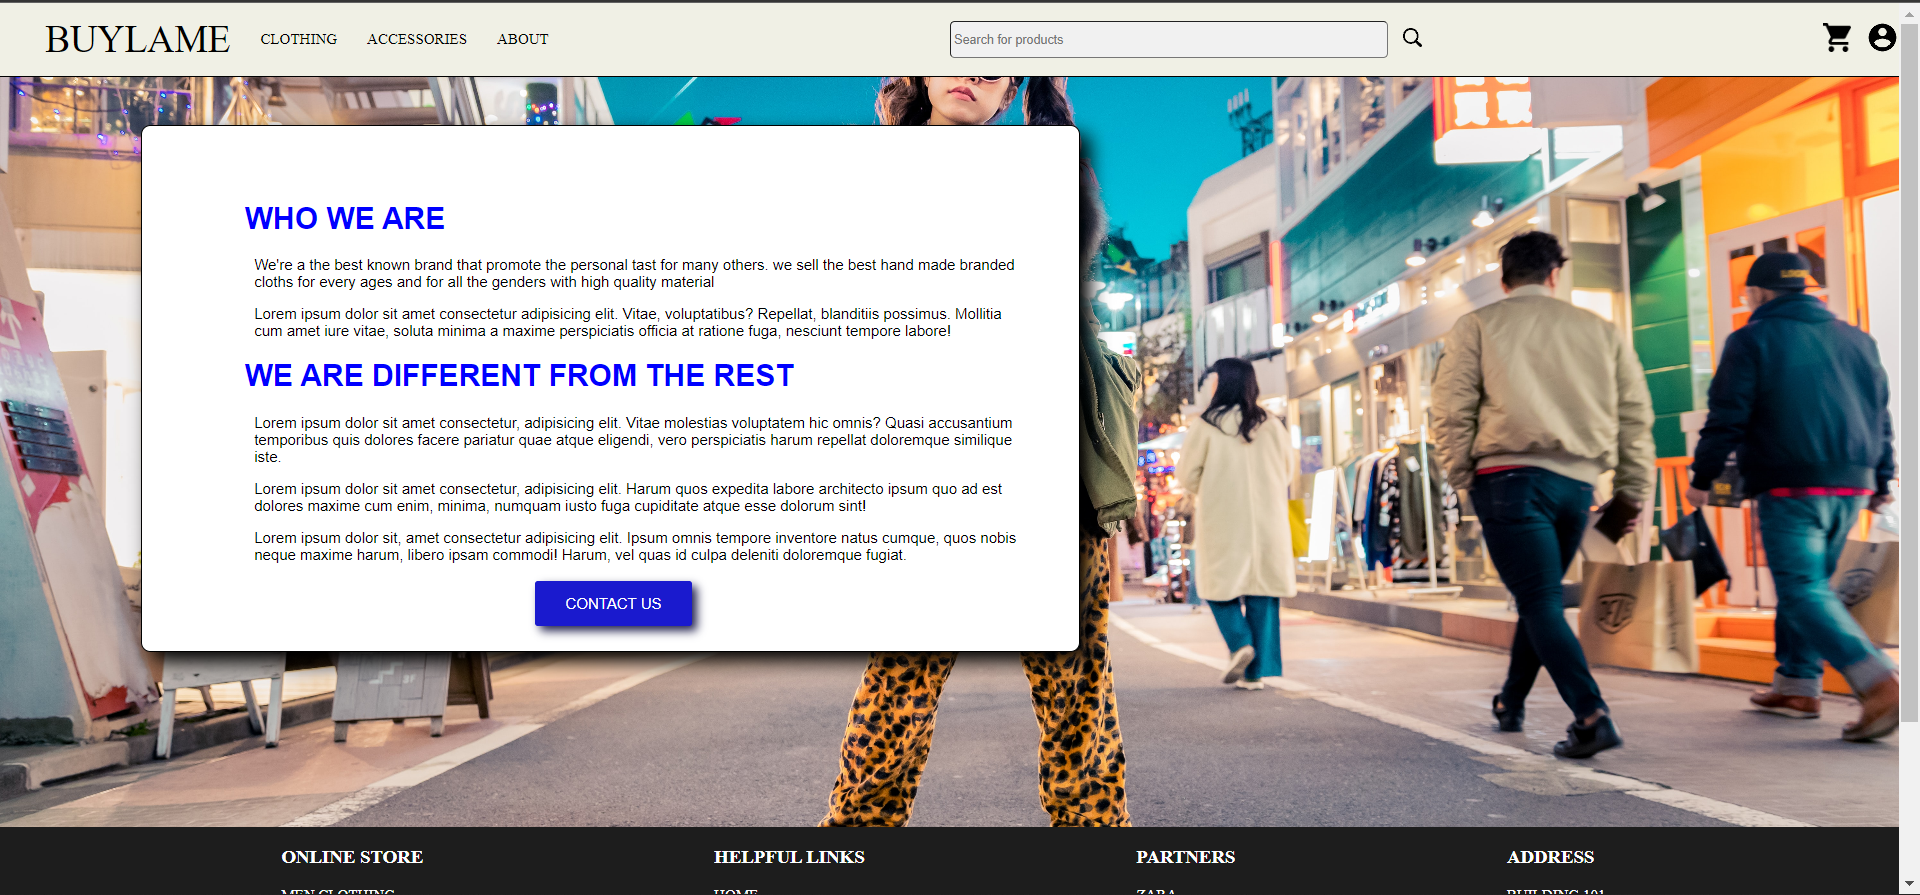 BUYLAME CLOTHING ACCESSORIES ABOUT Search for products
WHO WE ARE
We're a the best known brand that promote the personal tast for many others. we sell the best hand made branded
cloths for every ages and for all the genders with high quality material
Lorem ipsum dolor sit amet consectetur adipisicing elit. Vitae, voluptatibus? Repellat, blanditiis possimus. Mollitia
cum amet iure vitae, soluta minima a maxime perspiciatis officia at ratione fuga, nesciunt tempore labore!
WE ARE DIFFERENT FROM THE REST
Lorem ipsum dolor sit amet consectetur, adipisicing elit. Vitae molestias voluptatem hic omnis? Quasi accusantium
temporibus quis dolores facere pariatur quae atque eligendi, vero perspiciatis harum repellat doloremque similique
iste.
Lorem ipsum dolor sit amet consectetur, adipisicing elit. Harum quos expedita labore architecto ipsum quo ad est
dolores maxime cum enim, minima, numquam iusto fuga cupiditate atque esse dolorum sint!
Lorem ipsum dolor sit, amet consectetur adipisicing elit. Ipsum omnis tempore inventore natus cumque, quos nobis
neque maxime harum, libero ipsam commodi! Harum, vel quas id culpa deleniti doloremque fugiat.
CONTACT US
ONLINE STORE HELPFUL LINKS PARTNERS ADDRESS
MEN CLOTHING HOME ZARA BUILDING 101